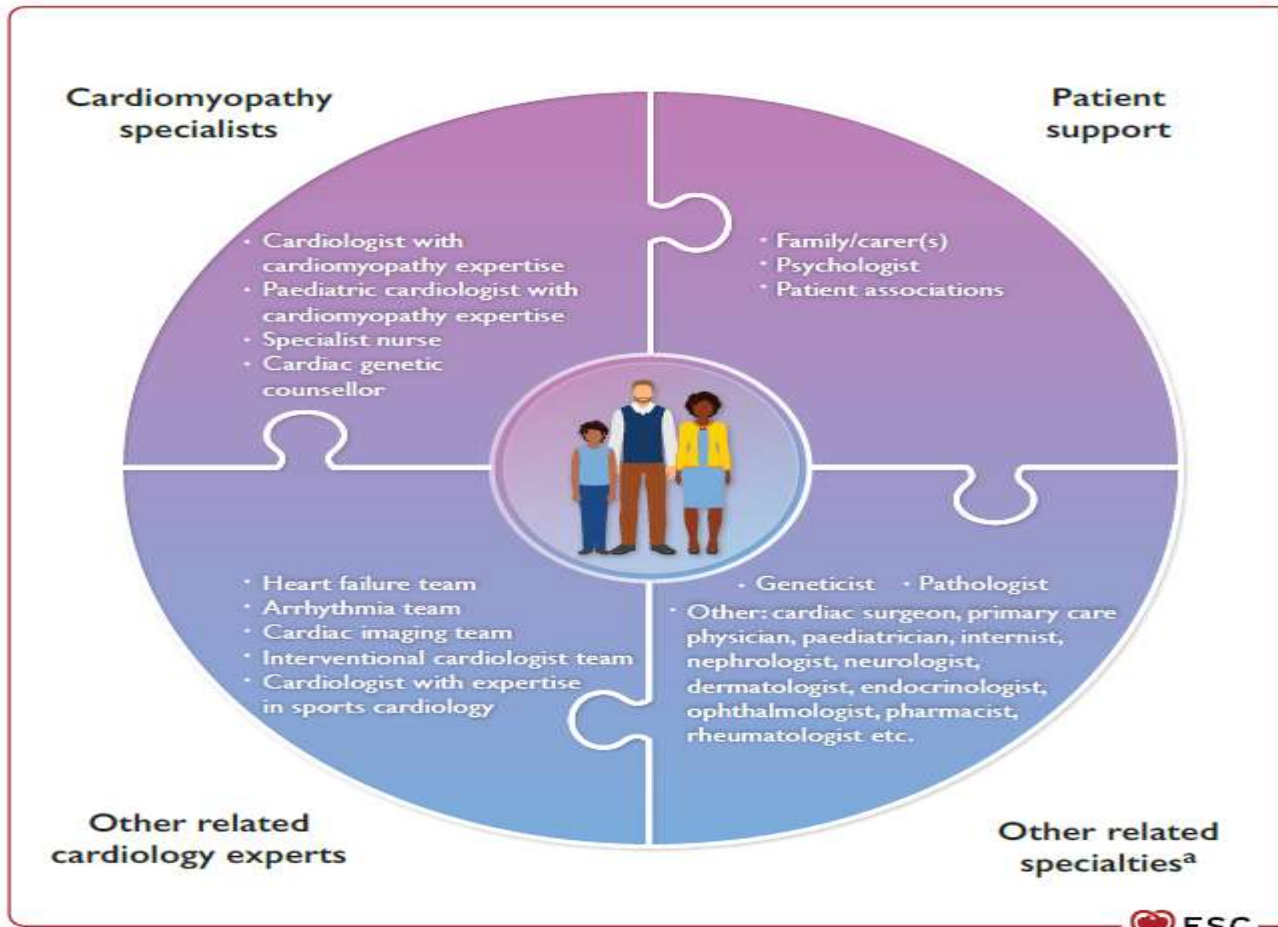 Cardiomyopathy
specialists
Patient
support
· Cardiologist with
cardiomyopathy expertise
· Paediatric cardiologist with
cardiomyopathy expertise
· Specialist nurse
· Cardiac genetic
counsellor
· Family/carer(s)
· Psychologist
· Patient associations
· Heart failure team
· Arrhythmia team
· Cardiac imaging team
· Interventional cardiologist team
· Cardiologist with expertise
in sports cardiology
· Geneticist · Pathologist
· Other: cardiac surgeon, primary care
physician, paediatrician, internist,
nephrologist, neurologist,
dermatologist, endocrinologist,
ophthalmologist, pharmacist,
rheumatologist etc.
Other related
cardiology experts
Other related
specialtiesª
ESC